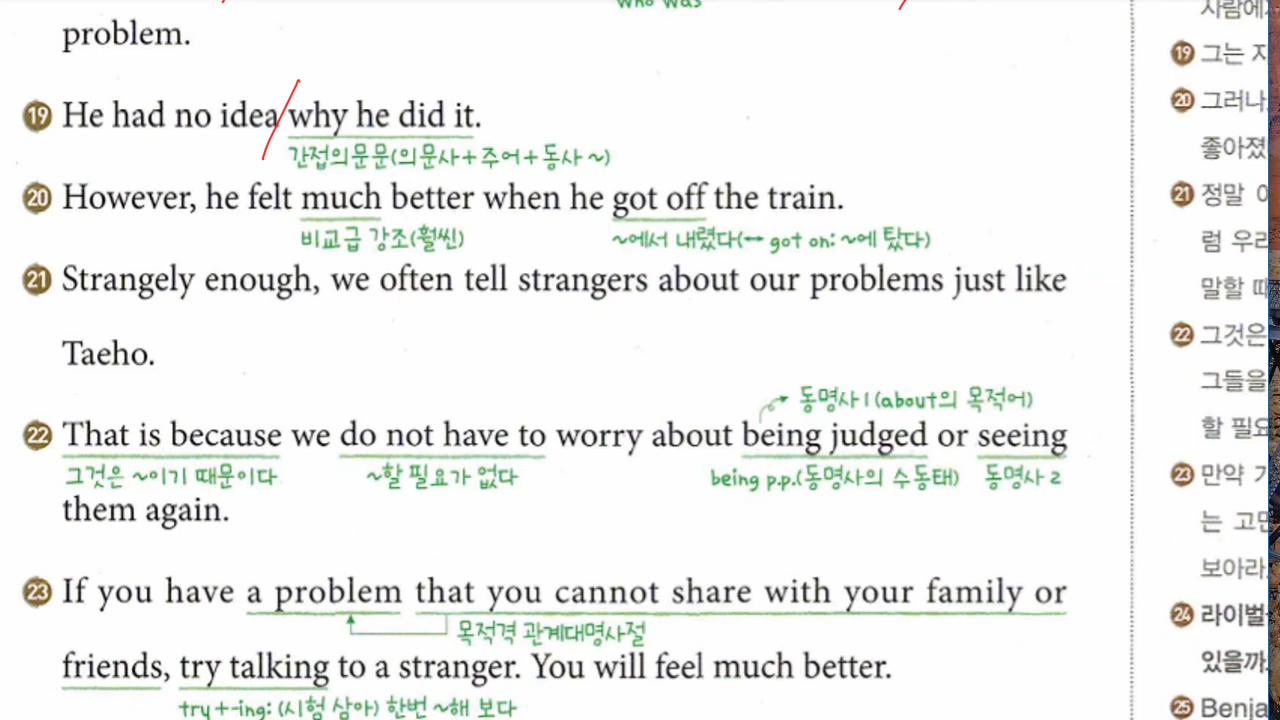 who was
problem.
19 He had no idea why he did it.
간접의문문(의문사+주어+동사 ~)
20 However, he felt much better when he got off the train.
비교급 강조(훨씬)
~에서 내렸다(↔ got on: ~에 탔다)
21 Strangely enough, we often tell strangers about our problems just like
Taeho.
동명사1(about의 목적어)
22 That is because we do not have to worry about being judged or seeing
그것은 ~이기 때문이다
~할 필요가 없다
being p.p.(동명사의 수동태)
동명사 2
them again.
23 If you have a problem that you cannot share with your family or
목적격 관계대명사절
friends, try talking to a stranger. You will feel much better.
try+-ing: (시험 삼아) 한번 ~해 보다
사람에
19 그는
20 그러나
좋아졌
21 정말
럼 우리
말할 때
22 그것은
그들을
할 필요
23 만약
는 고민
보아라
24 라이벌
있을까
25 Benja